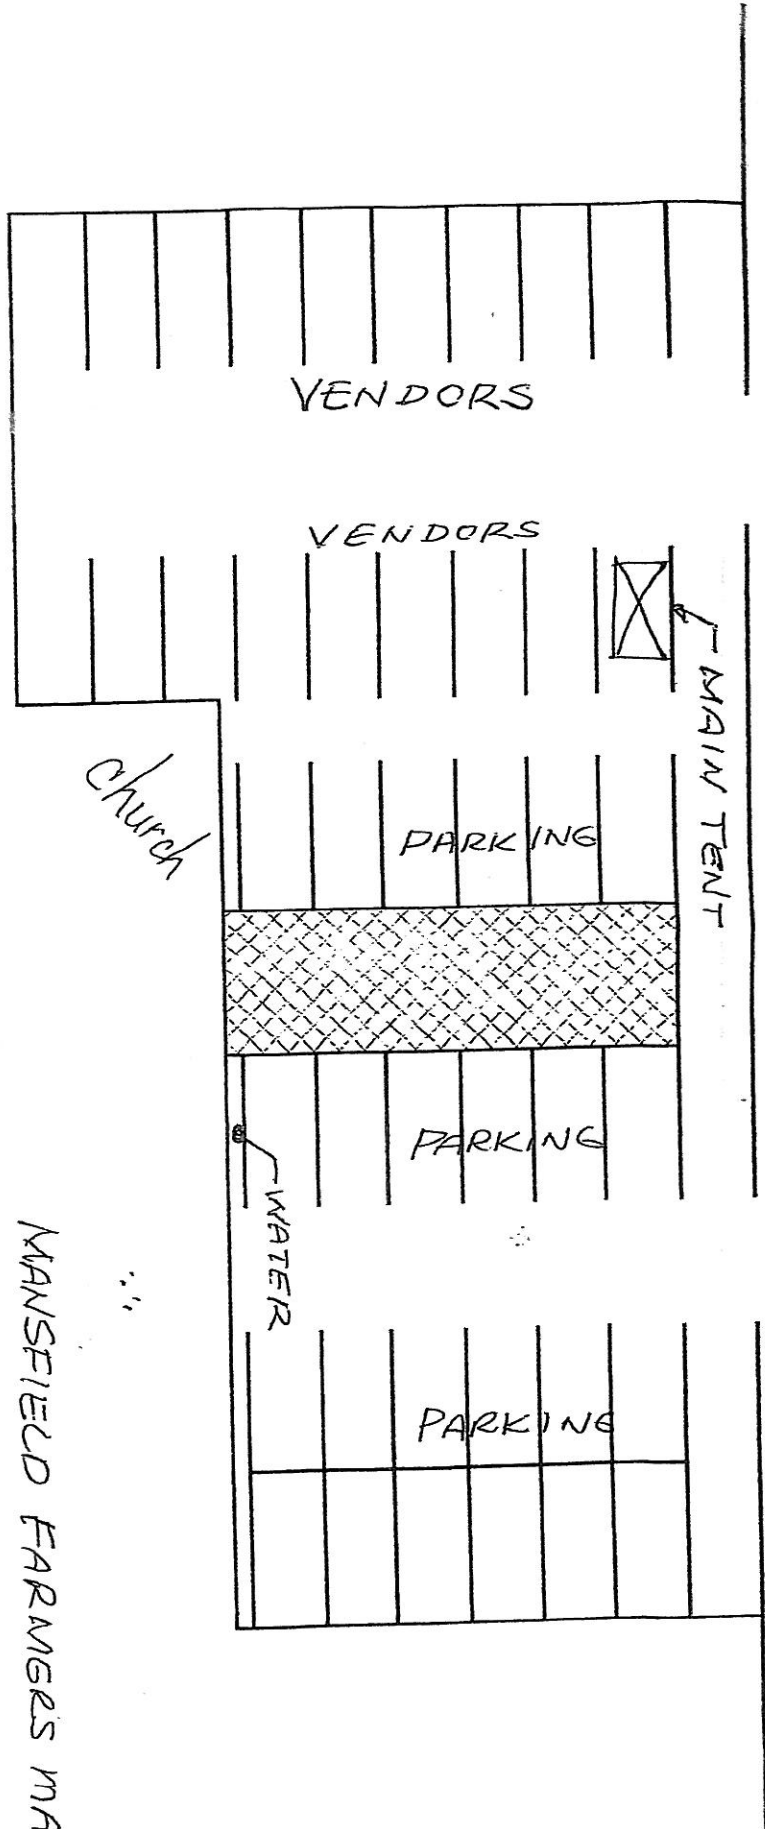 VENDORS
VENDORS
MAIN TENT
church
PARKING
PARKING
WATER
PARKING
MANSFIELD FARMERS MA